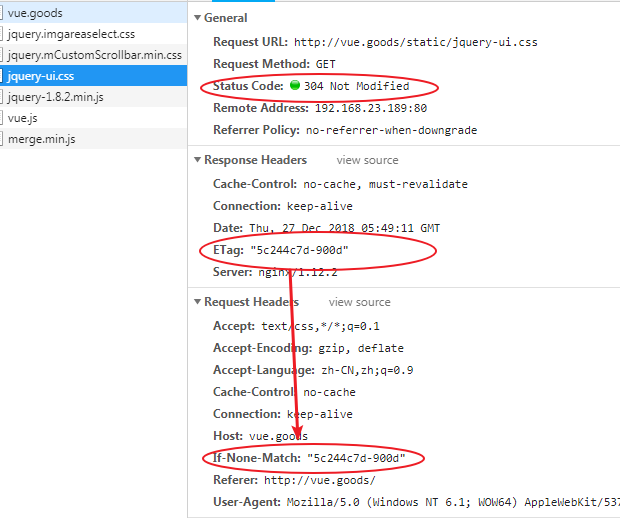 vue.goods
jquery.imgareaselect.css
jquery.mCustomScrollbar.min.css
jquery-ui.css
jquery-1.8.2.min.js
vue.js
merge.min.js
General
Request URL: http://vue.goods/static/jquery-ui.css
Request Method: GET
Status Code: 304 Not Modified
Remote Address: 192.168.23.189:80
Referrer Policy: no-referrer-when-downgrade
Response Headers view source
Cache-Control: no-cache, must-revalidate
Connection: keep-alive
Date: Thu, 27 Dec 2018 05:49:11 GMT
ETag: "5c244c7d-900d"
Server: nginx/1.12.2
Request Headers view source
Accept: text/css,*/*;q=0.1
Accept-Encoding: gzip, deflate
Accept-Language: zh-CN,zh;q=0.9
Cache-Control: no-cache
Connection: keep-alive
Host: vue.goods
If-None-Match: "5c244c7d-900d"
Referer: http://vue.goods/
User-Agent: Mozilla/5.0 (Windows NT 6.1; WOW64) AppleWebKit/537